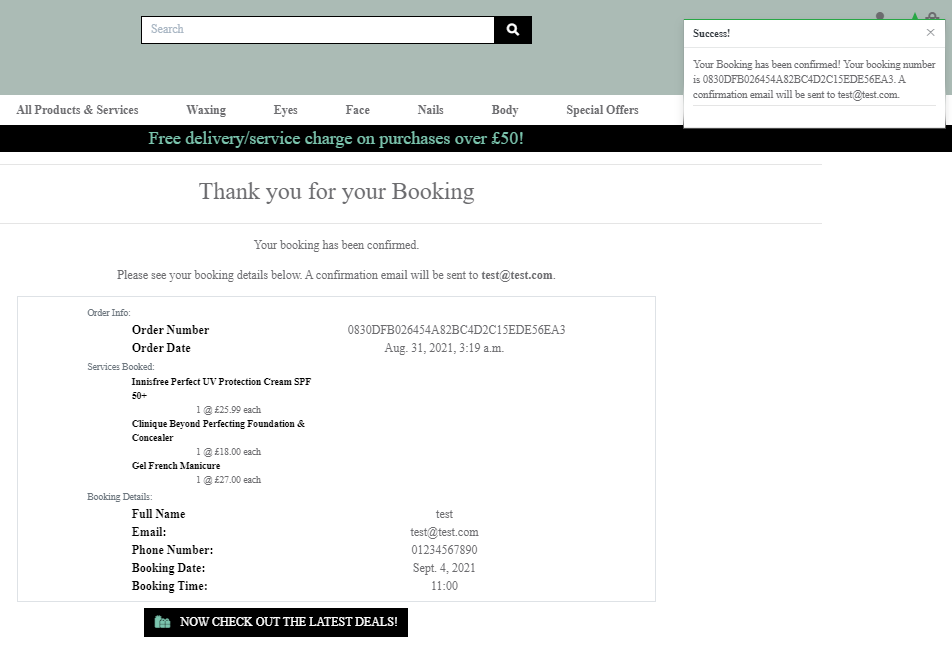 Search
Success!
Your Booking has been confirmed! Your booking number
is 0830DFB026454A82BC4D2C15EDE56EA3. A
confirmation email will be sent to test@test.com.
All Products & Services
Waxing
Eyes
Face
Nails
Body
Special Offers
Free delivery/service charge on purchases over £50!
Thank you for your Booking
Your booking has been confirmed.
Please see your booking details below. A confirmation email will be sent to test@test.com.
Order Info:
Order Number 0830DFB026454A82BC4D2C15EDE56EA3
Order Date Aug. 31, 2021, 3:19 a.m.
Services Booked:
Innisfree Perfect UV Protection Cream SPF
50+
1 @ £25.99 each
Clinique Beyond Perfecting Foundation &
Concealer
1 @ £18.00 each
Gel French Manicure
1 @ £27.00 each
Booking Details:
Full Name test
Email: test@test.com
Phone Number: 01234567890
Booking Date: Sept. 4, 2021
Booking Time: 11:00
NOW CHECK OUT THE LATEST DEALS!